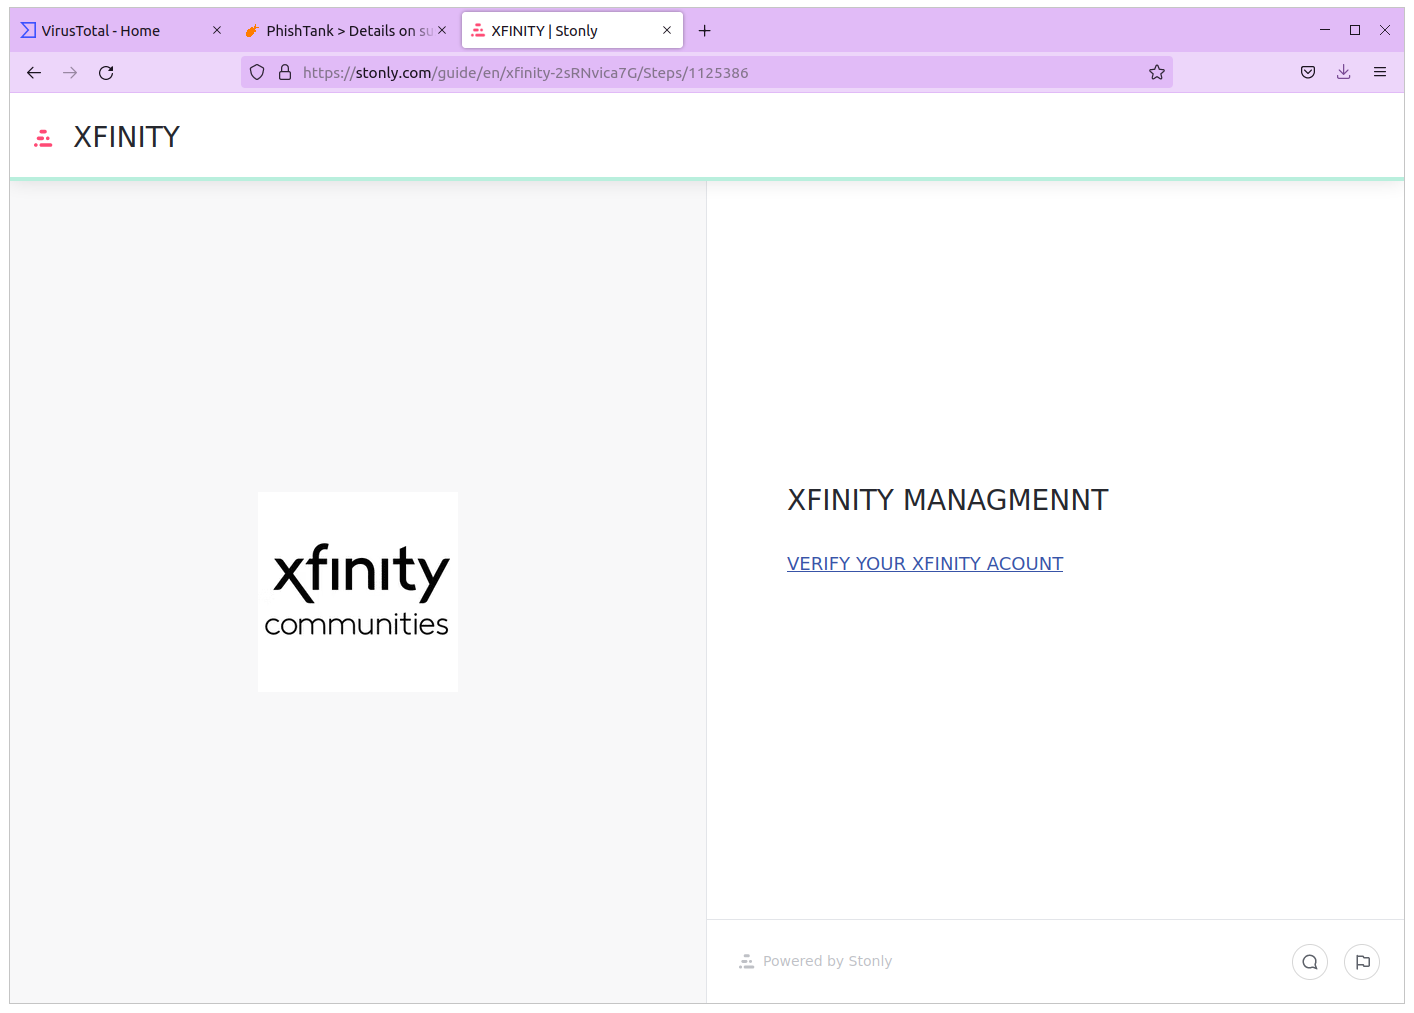 VirusTotal - Home
PhishTank > Details on su
XFINITY | Stonly
https://stonly.com/guide/en/xfinity-2sRNvica7G/Steps/1125386
XFINITY
xfinity
communities
XFINITY MANAGMENNT
VERIFY YOUR XFINITY ACOUNT
Powered by Stonly